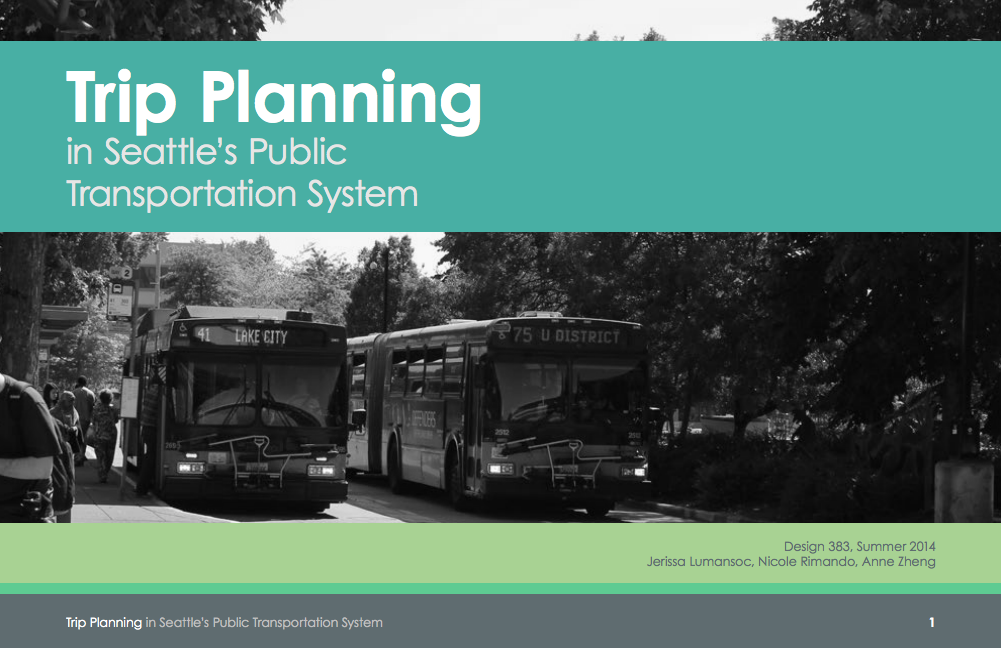 Trip Planning
in Seattle's Public
Transportation System
2
41 LAKE CITY
75 U DISTRICT
Design 383, Summer 2014
Jerissa Lumansoc, Nicole Rimando, Anne Zheng
Trip Planning in Seattle's Public Transportation System
1